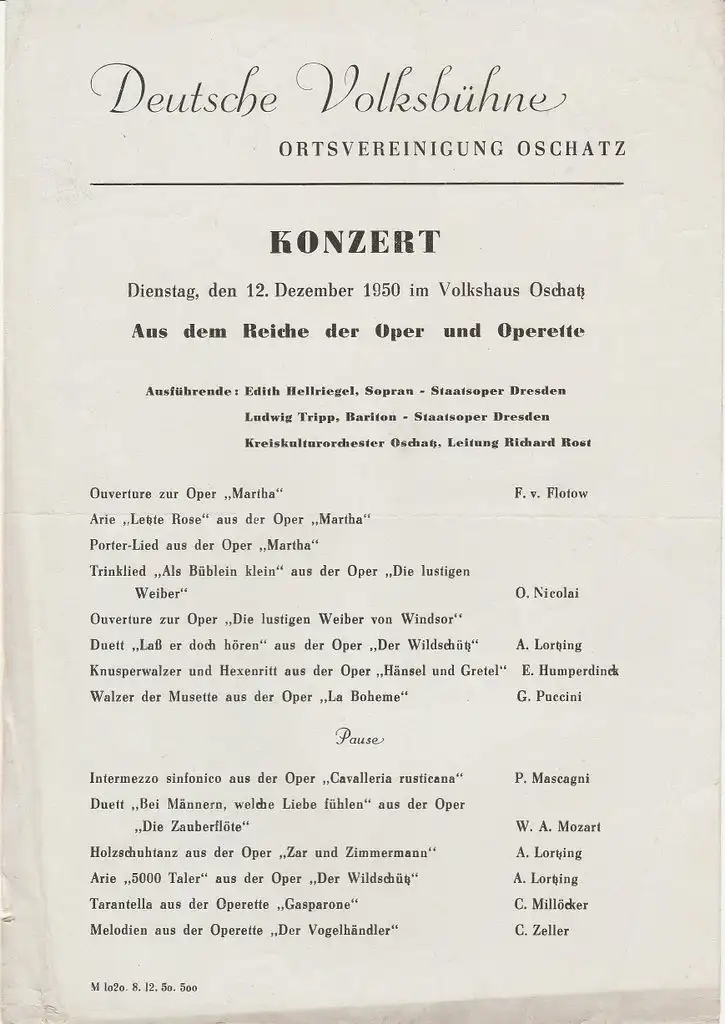 Deutsche Volksbühne
ORTSVEREINIGUNG OSCHATZ
KONZERT
Dienstag, den 12. Dezember 1950 im Volkshaus Oschatz
Aus dem Reiche der Oper und Operette
Ausführende: Edith Hellriegel, Sopran - Staatsoper Dresden
Ludwig Tripp, Bariton - Staatsoper Dresden
Kreiskulturorchester Oschatz, Leitung Richard Rost
Ouverture zur Oper „Martha“ F. v. Flotow
Arie „Letzte Rose“ aus der Oper „Martha“
Porter-Lied aus der Oper „Martha“
Trinklied „Als Büblein klein“ aus der Oper „Die lustigen
Weiber“ O. Nicolai
Ouverture zur Oper „Die lustigen Weiber von Windsor“
Duett „Laß er doch hören“ aus der Oper „Der Wildschütz“ A. Lortzing
Knusperwalzer und Hexenritt aus der Oper „Hänsel und Gretel“ E. Humperdinck
Walzer der Musette aus der Oper „La Boheme“ G. Puccini
Pause
Intermezzo sinfonico aus der Oper „Cavalleria rusticana“ P. Mascagni
Duett „Bei Männern, welche Liebe fühlen“ aus der Oper
„Die Zauberflöte“ W. A. Mozart
Holzschuhtanz aus der Oper „Zar und Zimmermann“ A. Lortzing
Arie „5000 Taler“ aus der Oper „Der Wildschütz“ A. Lortzing
Tarantella aus der Operette „Gasparone“ C. Millöcker
Melodien aus der Operette „Der Vogelhändler“ C. Zeller
M 1020. 8. 12. 50. 500